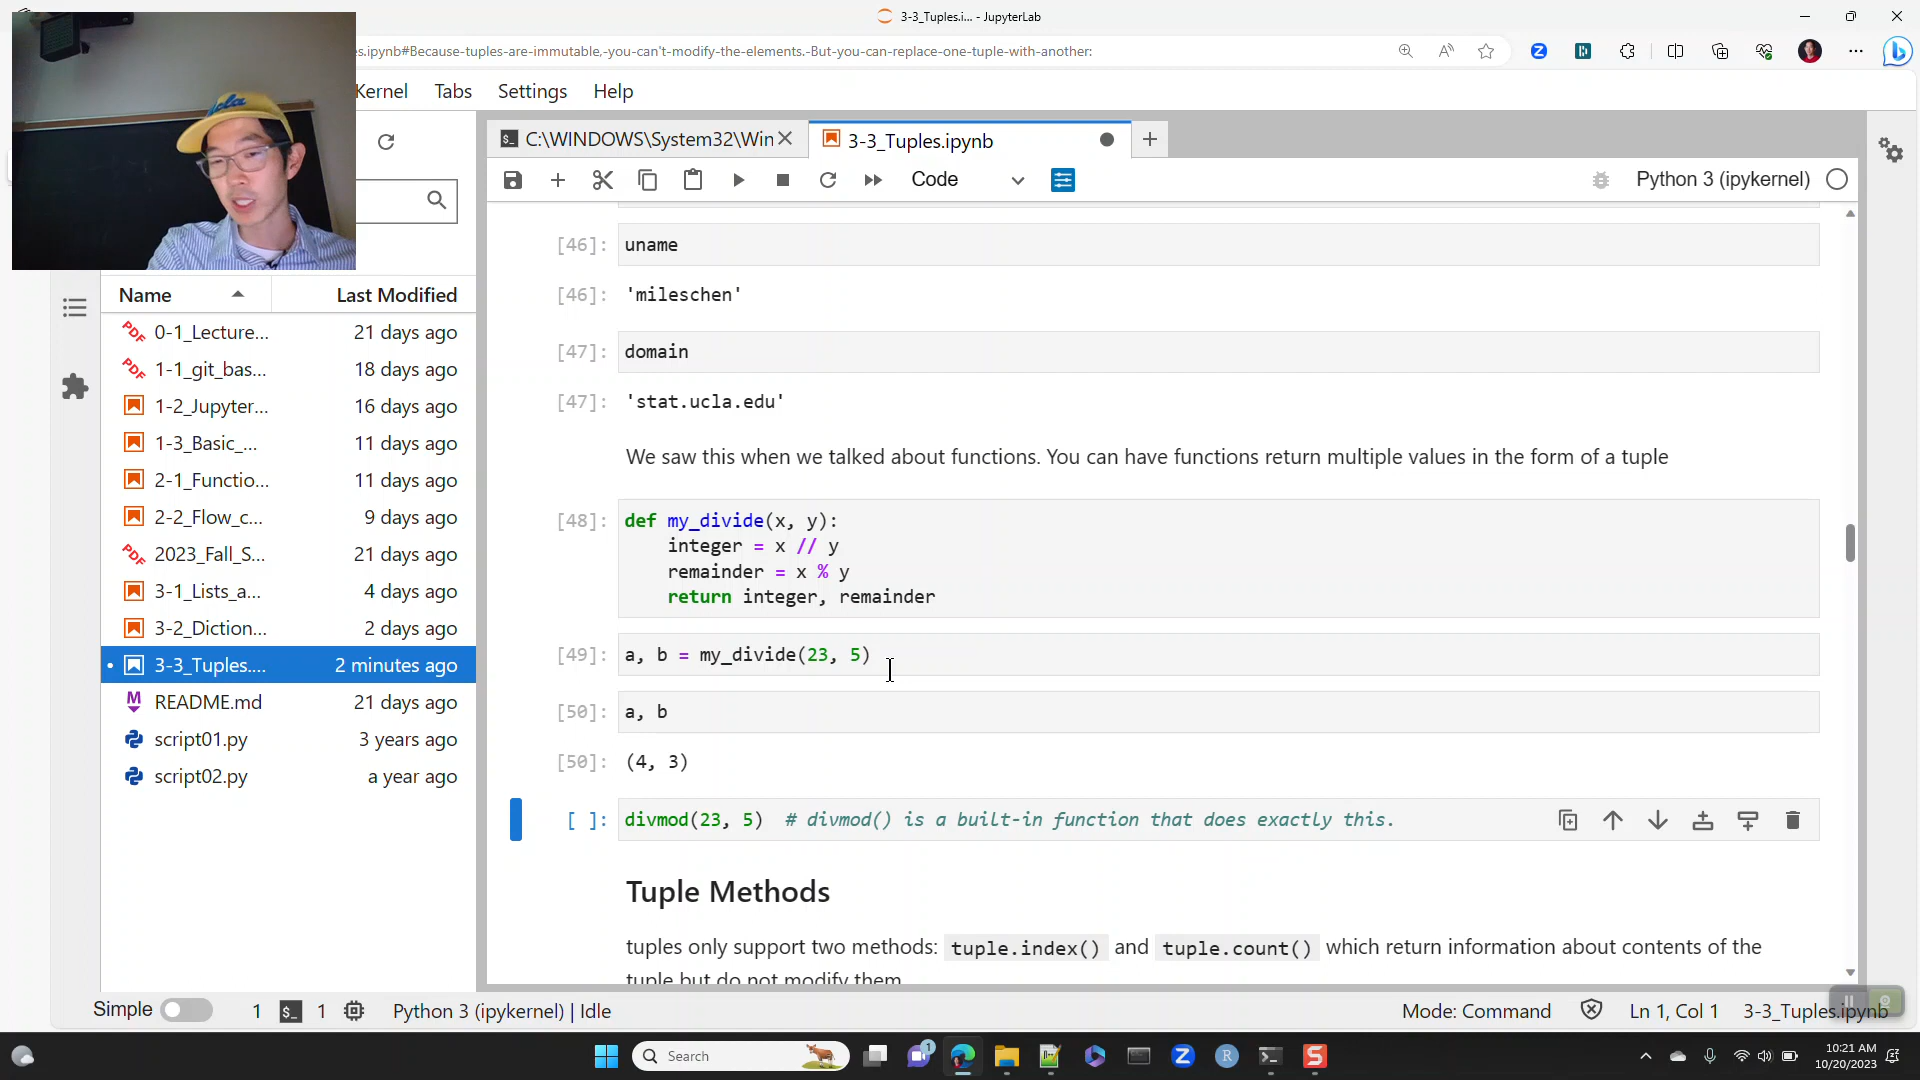 3-3_Tuples.i... - JupyterLab
es.ipynb#Because-tuples-are-immutable,-you-can't-modify-the-elements.-But-you-can-replace-one-tuple-with-another:
Kernel Tabs Settings Help
C:\WINDOWS\System32\Win
3-3_Tuples.ipynb
Code
Python 3 (ipykernel)
[46]: uname
[46]: 'mileschen'
[47]: domain
[47]: 'stat.ucla.edu'
We saw this when we talked about functions. You can have functions return multiple values in the form of a tuple
[48]: def my_divide(x, y):
integer = x // y
remainder = x % y
return integer, remainder
[49]: a, b = my_divide(23, 5)
[50]: a, b
[50]: (4, 3)
[ ]: divmod(23, 5) # divmod() is a built-in function that does exactly this.
Tuple Methods
tuples only support two methods: tuple.index() and tuple.count() which return information about contents of the
tuple but do not modify them
Name Last Modified
0-1_Lecture... 21 days ago
1-1_git_bas... 18 days ago
1-2_Jupyter... 16 days ago
1-3_Basic_... 11 days ago
2-1_Functio... 11 days ago
2-2_Flow_c... 9 days ago
2023_Fall_S... 21 days ago
3-1_Lists_a... 4 days ago
3-2_Diction... 2 days ago
3-3_Tuples.... 2 minutes ago
README.md 21 days ago
script01.py 3 years ago
script02.py a year ago
Simple 1 1 Python 3 (ipykernel) | Idle Mode: Command Ln 1, Col 1 3-3_Tuples.ipynb
Search
1
10:21 AM
10/20/2023